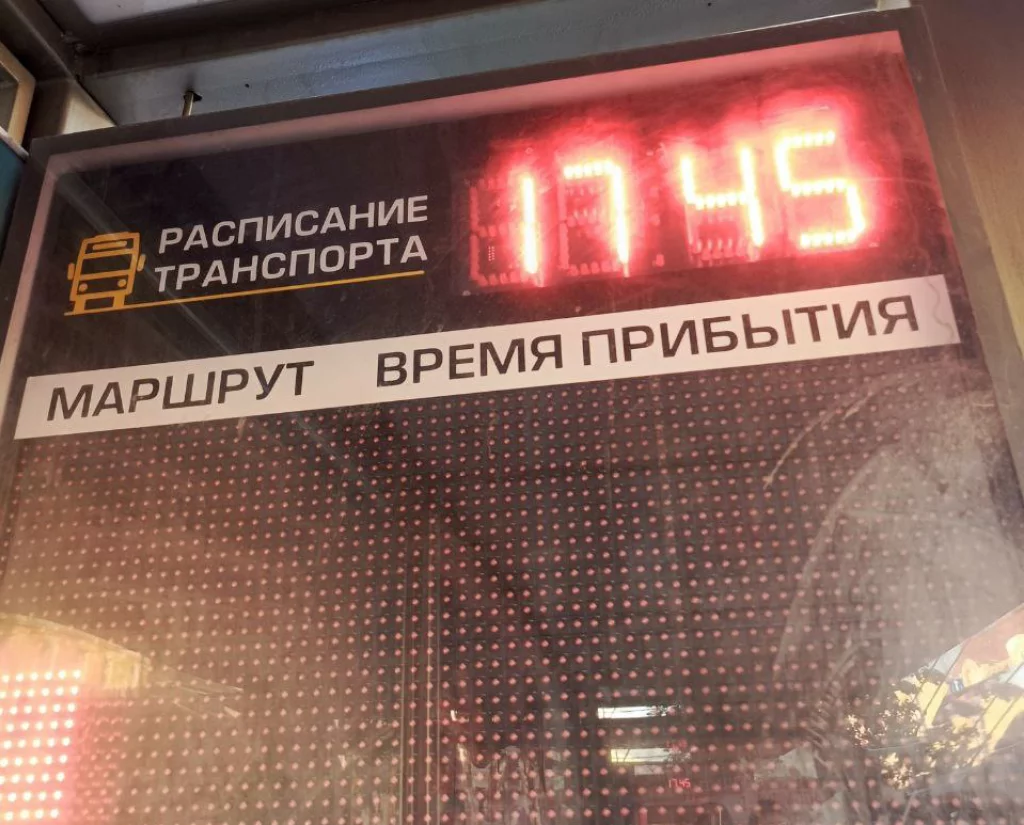 РАСПИСАНИЕ
ТРАНСПОРТА
17 45
МАРШРУТ ВРЕМЯ ПРИБЫТИЯ